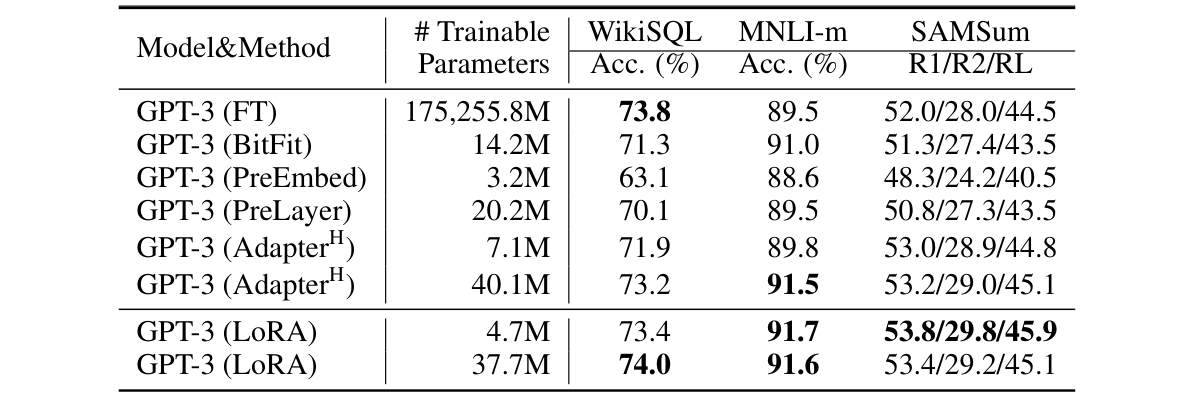 Model&Method # Trainable Parameters WikiSQL MNLI-m SAMSum
Acc. (%) Acc. (%) R1/R2/RL
GPT-3 (FT) 175,255.8M 73.8 89.5 52.0/28.0/44.5
GPT-3 (BitFit) 14.2M 71.3 91.0 51.3/27.4/43.5
GPT-3 (PreEmbed) 3.2M 63.1 88.6 48.3/24.2/40.5
GPT-3 (PreLayer) 20.2M 70.1 89.5 50.8/27.3/43.5
GPT-3 (Adapterᴴ) 7.1M 71.9 89.8 53.0/28.9/44.8
GPT-3 (Adapterᴴ) 40.1M 73.2 91.5 53.2/29.0/45.1
GPT-3 (LoRA) 4.7M 73.4 91.7 53.8/29.8/45.9
GPT-3 (LoRA) 37.7M 74.0 91.6 53.4/29.2/45.1